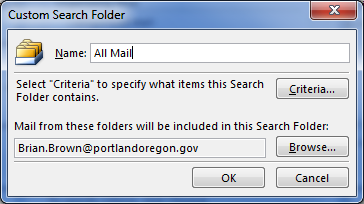 Custom Search Folder
Name: All Mail
Select "Criteria" to specify what items this Search
Folder contains.
Criteria...
Mail from these folders will be included in this Search Folder:
Brian.Brown@portlandoregon.gov
Browse...
OK
Cancel